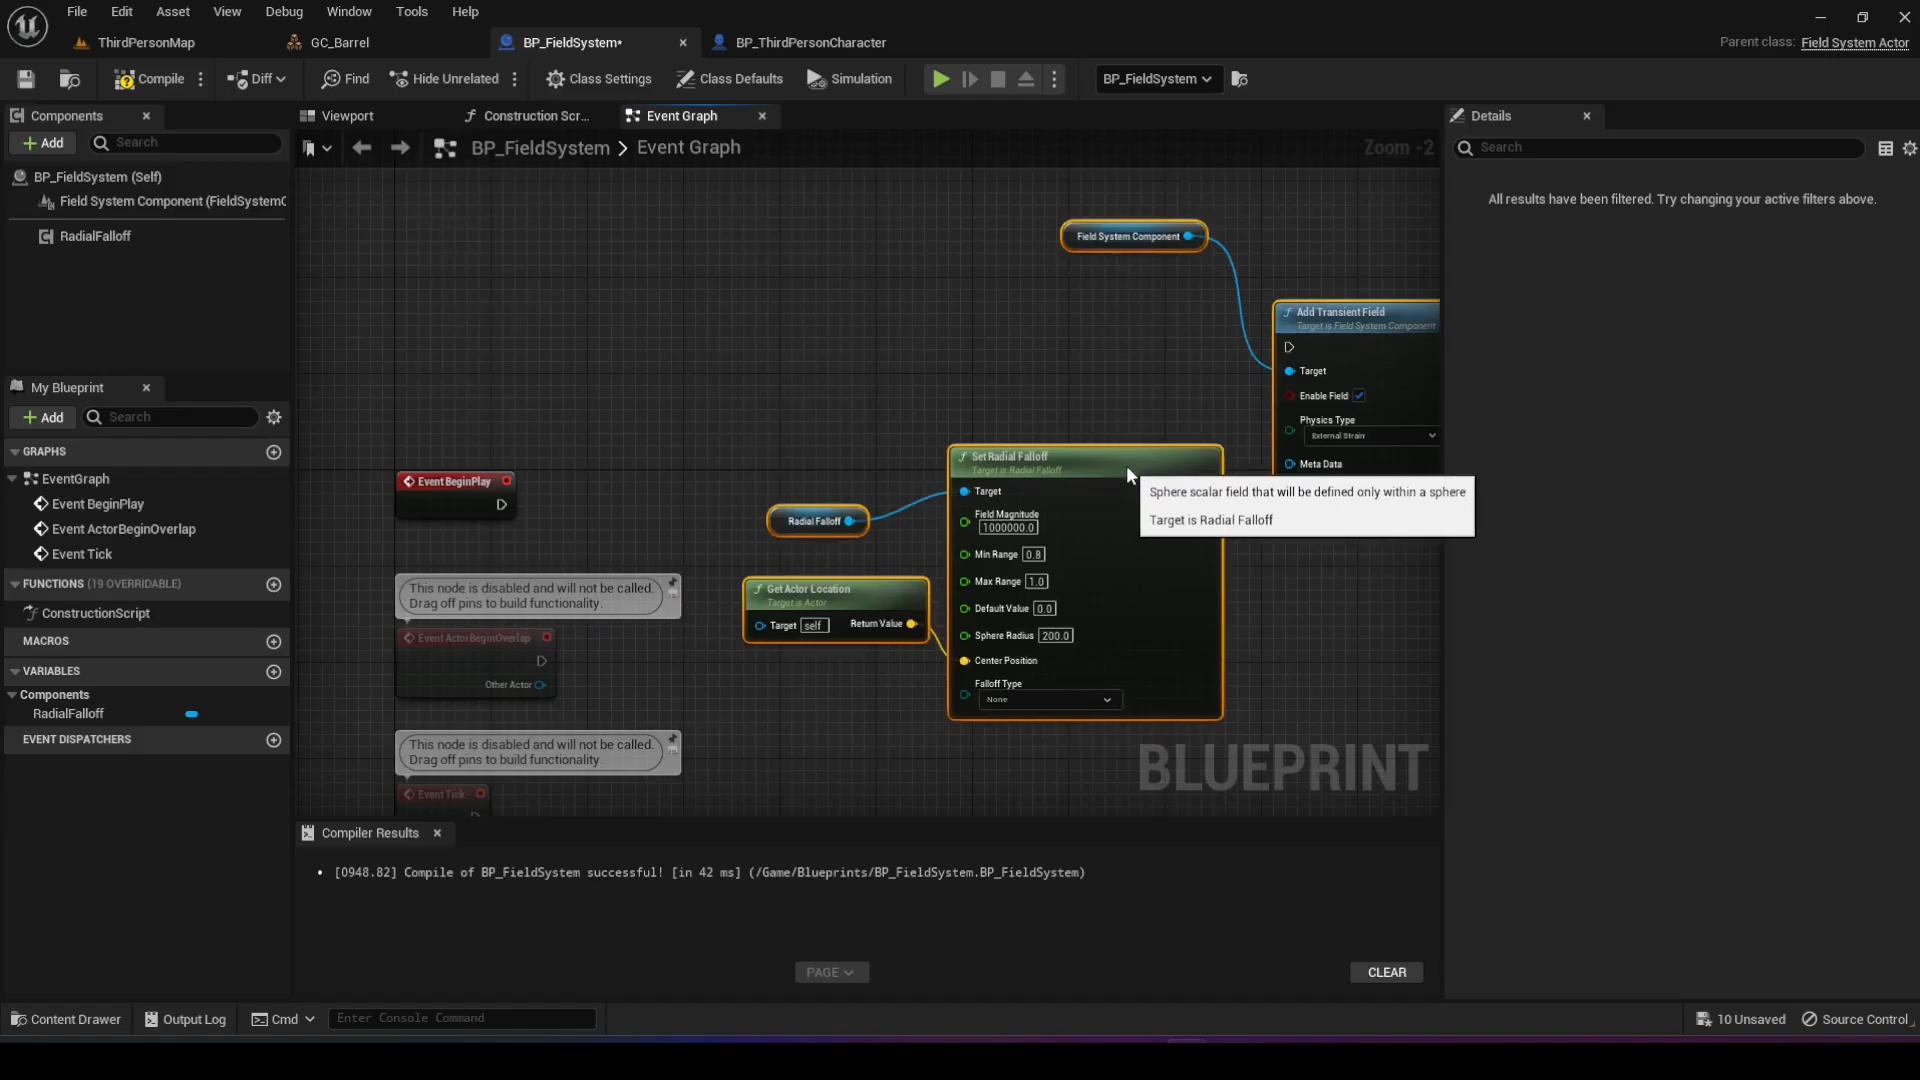 File Edit Asset View Debug Window Tools Help
ThirdPersonMap GC_Barrel BP_FieldSystem* BP_ThirdPersonCharacter
Parent class: Field System Actor
Compile Diff Find Hide Unrelated Class Settings Class Defaults Simulation BP_FieldSystem
Components
Add Search
BP_FieldSystem (Self)
Field System Component (FieldSystemC
RadialFalloff
My Blueprint
Add Search
GRAPHS
EventGraph
Event BeginPlay
Event ActorBeginOverlap
Event Tick
FUNCTIONS (19 OVERRIDABLE)
ConstructionScript
MACROS
VARIABLES
Components
RadialFalloff
EVENT DISPATCHERS
Viewport Construction Scr... Event Graph
BP_FieldSystem > Event Graph
Zoom -2
Field System Component
Add Transient Field
Target is Field System Component
Target
Enable Field
Physics Type
External Strain
Meta Data
Event BeginPlay
This node is disabled and will not be called.
Drag off pins to build functionality.
Event ActorBeginOverlap
Other Actor
This node is disabled and will not be called.
Drag off pins to build functionality.
Event Tick
Radial Falloff
Get Actor Location
Target is Actor
Target self Return Value
Set Radial Falloff
Target is Radial Falloff
Target
Field Magnitude
1000000.0
Min Range 0.8
Max Range 1.0
Default Value 0.0
Sphere Radius 200.0
Center Position
Falloff Type
None
Sphere scalar field that will be defined only within a sphere
Target is Radial Falloff
BLUEPRINT
Compiler Results
[0948.82] Compile of BP_FieldSystem successful! [in 42 ms] (/Game/Blueprints/BP_FieldSystem.BP_FieldSystem)
PAGE CLEAR
Details
Search
All results have been filtered. Try changing your active filters above.
Content Drawer Output Log Cmd Enter Console Command 10 Unsaved Source Control